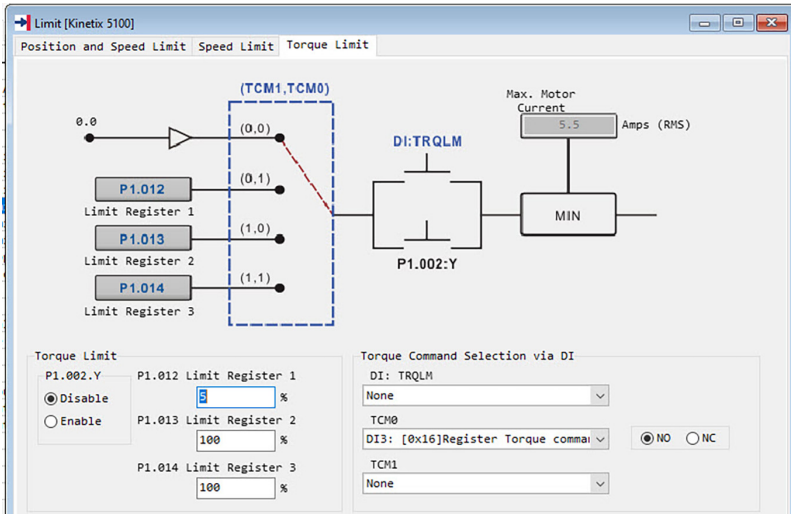 Limit [Kinetix 5100]
Position and Speed Limit Speed Limit Torque Limit
(TCM1,TCM0)
Max. Motor
Current
0.0
(0,0)
5.5 Amps (RMS)
DI:TRQLM
P1.012
(0,1)
Limit Register 1
MIN
P1.013
(1,0)
Limit Register 2
P1.002:Y
P1.014
(1,1)
Limit Register 3
Torque Limit
P1.002.Y
Disable
Enable
P1.012 Limit Register 1
5 %
P1.013 Limit Register 2
100 %
P1.014 Limit Register 3
100 %
Torque Command Selection via DI
DI: TRQLM
None
TCM0
DI3: [0x16]Register Torque comma
NO NC
TCM1
None